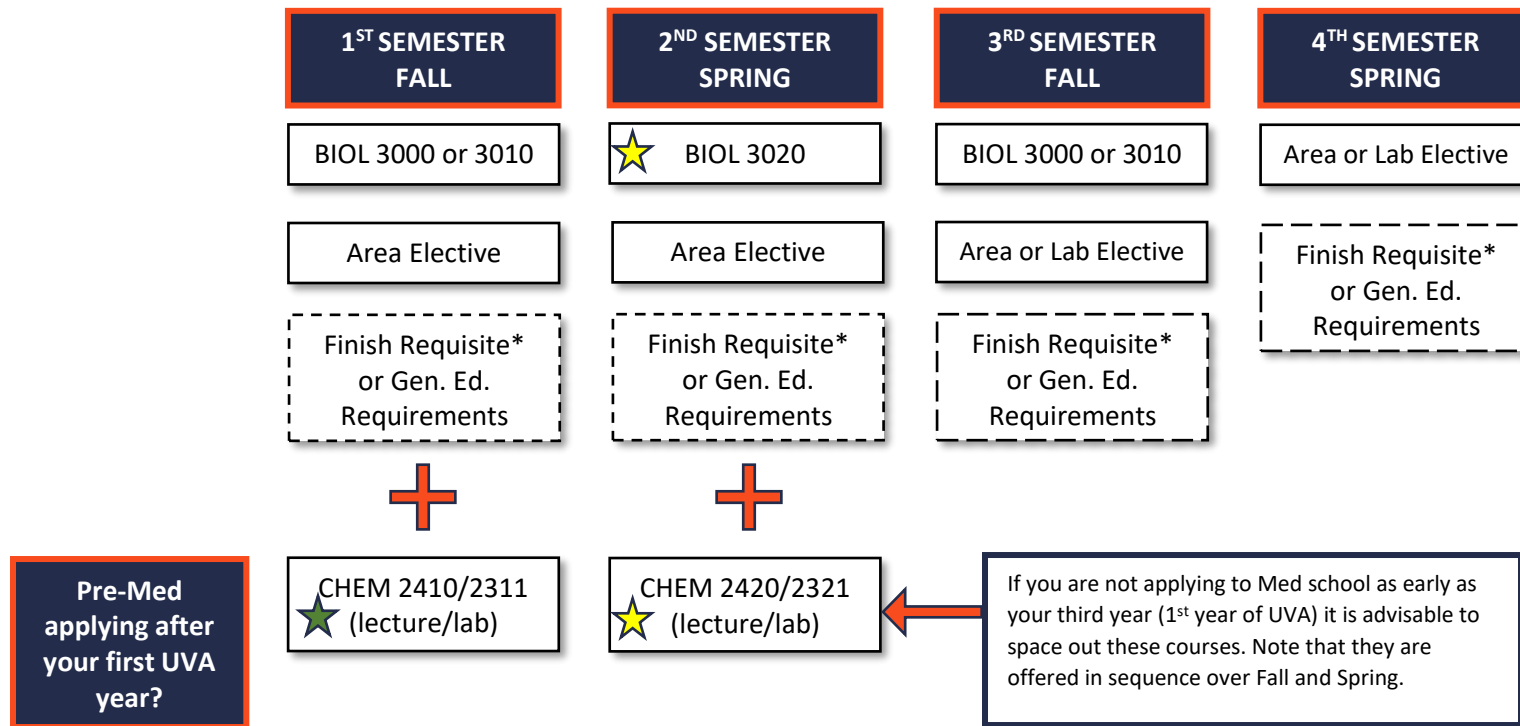 1ST SEMESTER
FALL
2ND SEMESTER
SPRING
3RD SEMESTER
FALL
4TH SEMESTER
SPRING
BIOL 3000 or 3010
BIOL 3020
BIOL 3000 or 3010
Area or Lab Elective
Area Elective
Area Elective
Area or Lab Elective
Finish Requisite*
or Gen. Ed.
Requirements
Finish Requisite*
or Gen. Ed.
Requirements
Finish Requisite*
or Gen. Ed.
Requirements
Finish Requisite*
or Gen. Ed.
Requirements
Pre-Med
applying after
your first UVA
year?
CHEM 2410/2311
(lecture/lab)
CHEM 2420/2321
(lecture/lab)
If you are not applying to Med school as early as
your third year (1st year of UVA) it is advisable to
space out these courses. Note that they are
offered in sequence over Fall and Spring.